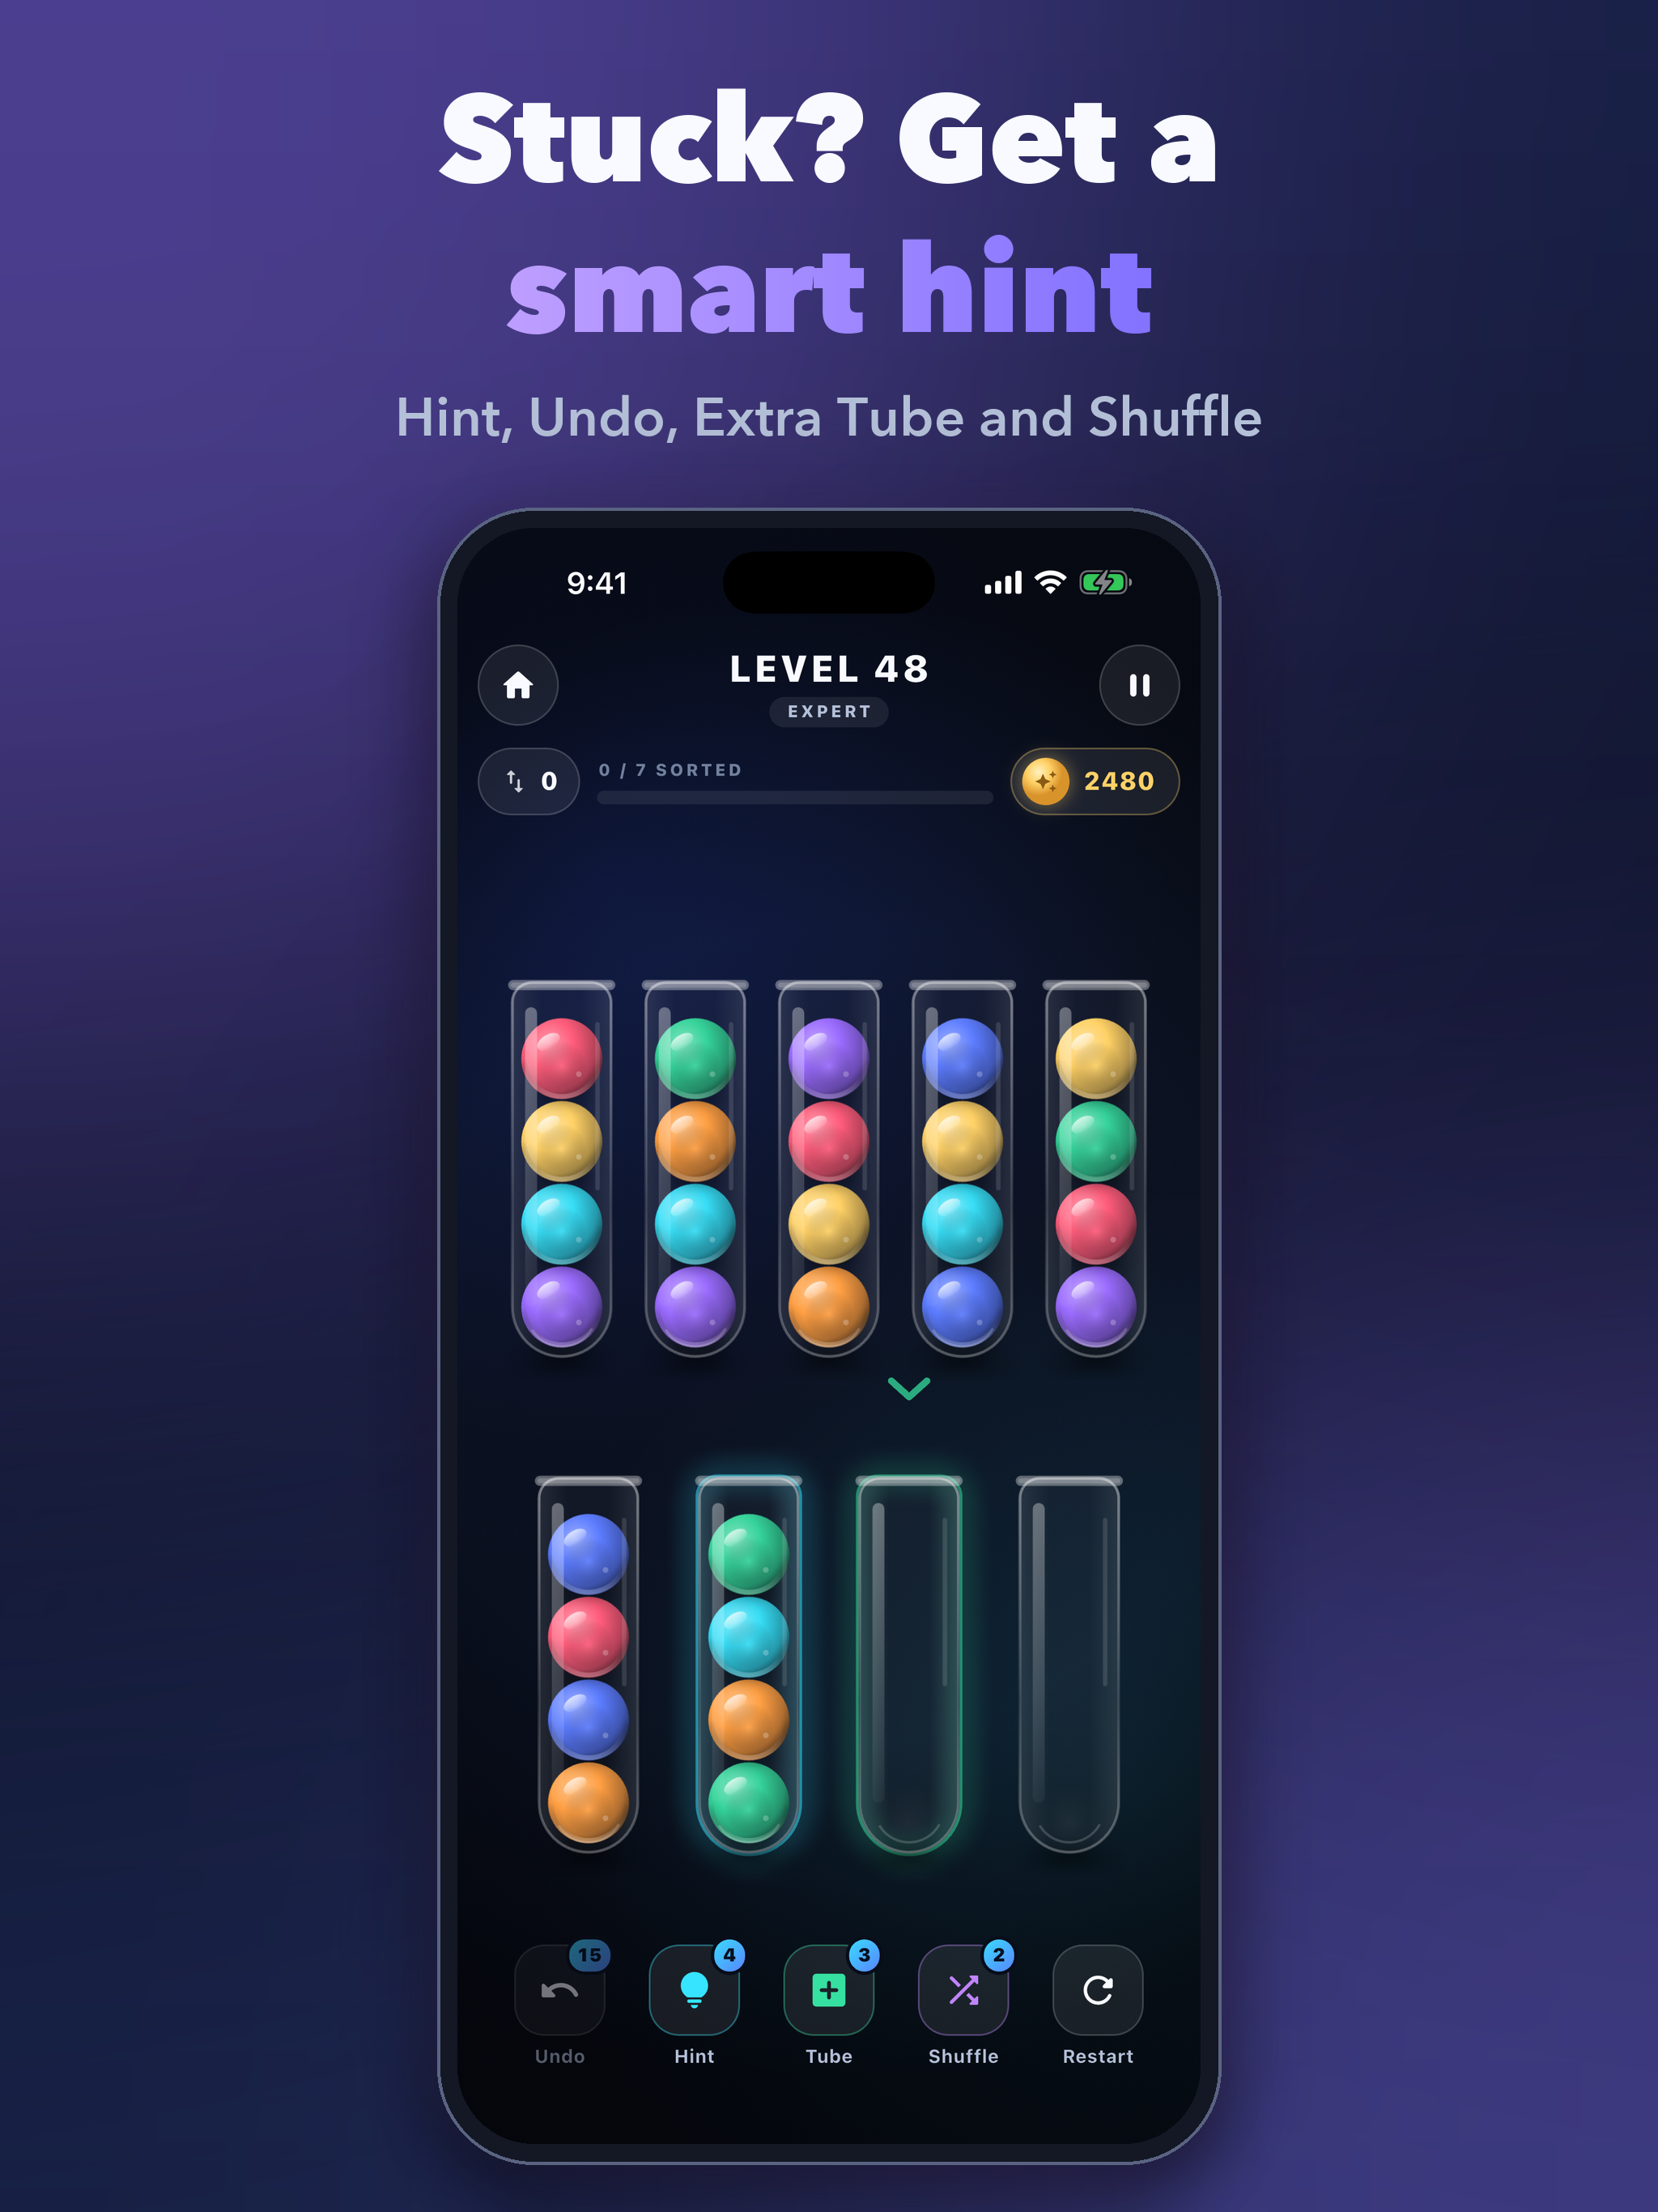 Stuck? Get a
smart hint
Hint, Undo, Extra Tube and Shuffle
9:41
LEVEL 48
EXPERT
0
0 / 7 SORTED
2480
15
4
3
2
Undo
Hint
Tube
Shuffle
Restart